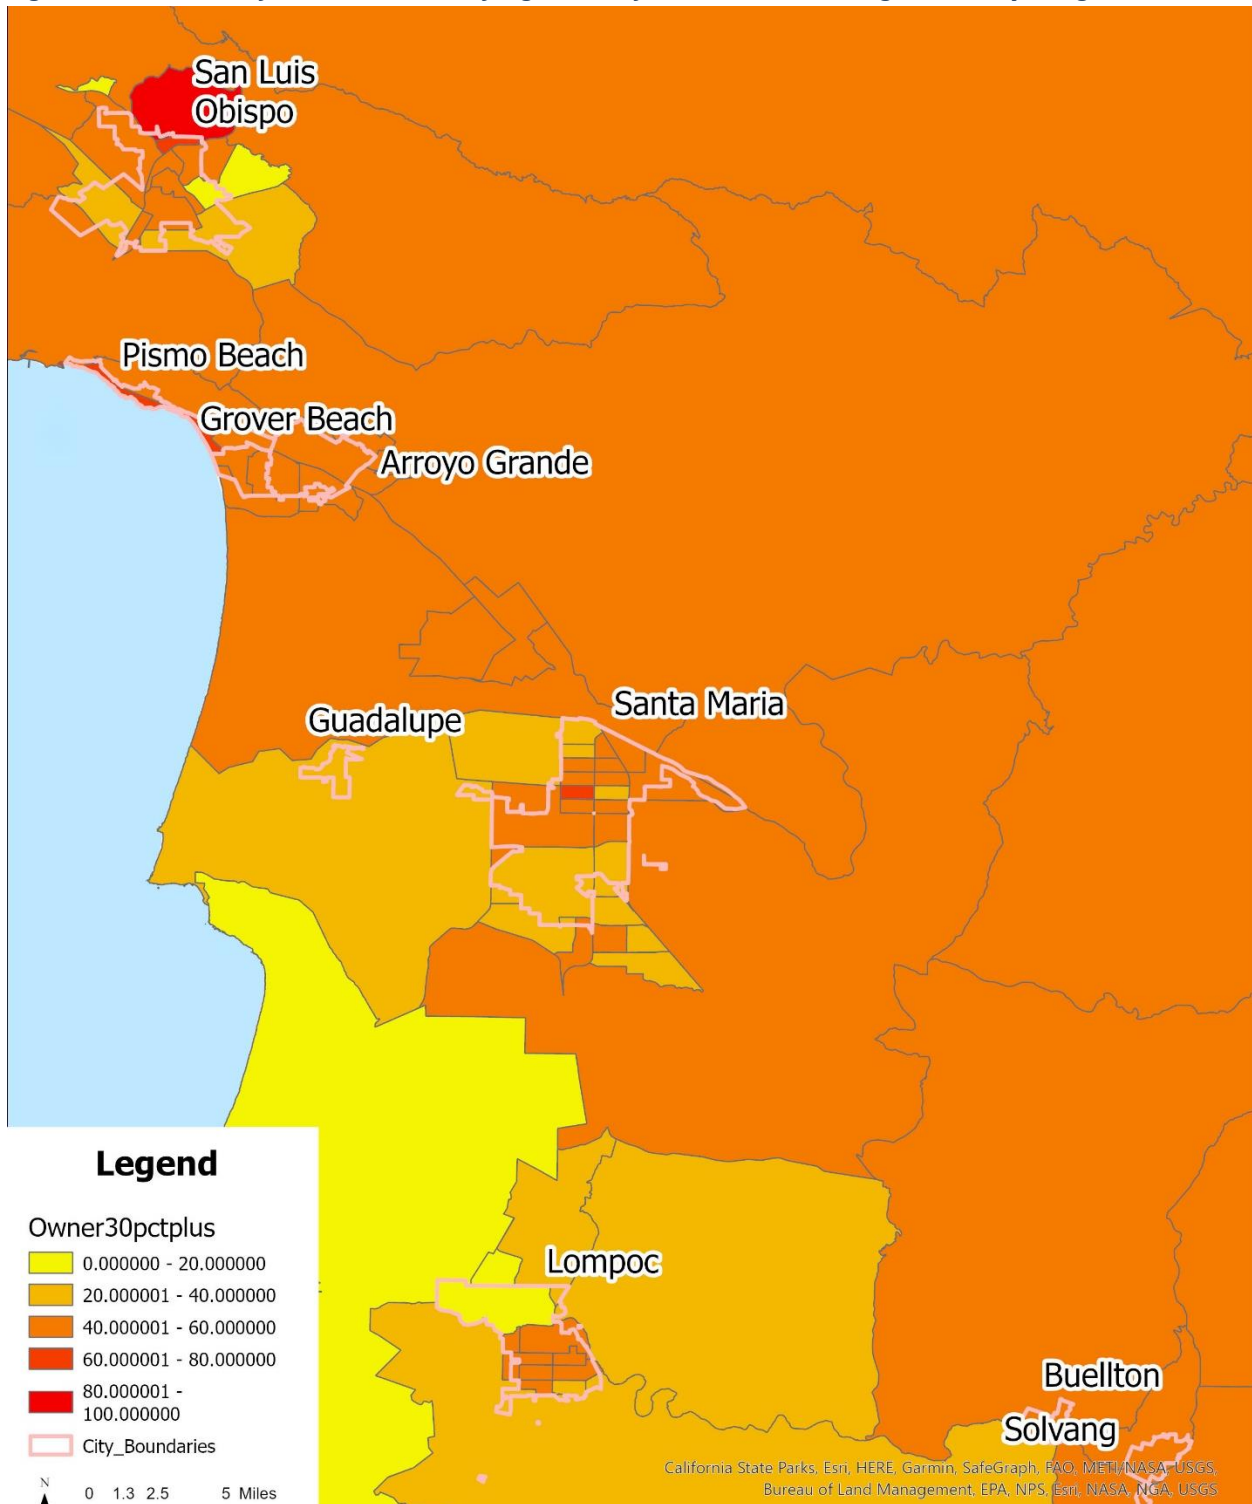 San Luis
Obispo
Pismo Beach
Grover Beach
Arroyo Grande
Santa Maria
Guadalupe
Lompoc
Buellton
Solvang
Legend
Owner30pctplus
0.000000 - 20.000000
20.000001 - 40.000000
40.000001 - 60.000000
60.000001 - 80.000000
80.000001 -
100.000000
City_Boundaries
N
0 1.3 2.5 5 Miles
California State Parks, Esri, HERE, Garmin, SafeGraph, FAO, METI/NASA, USGS,
Bureau of Land Management, EPA, NPS, Esri, NASA, NGA, USGS